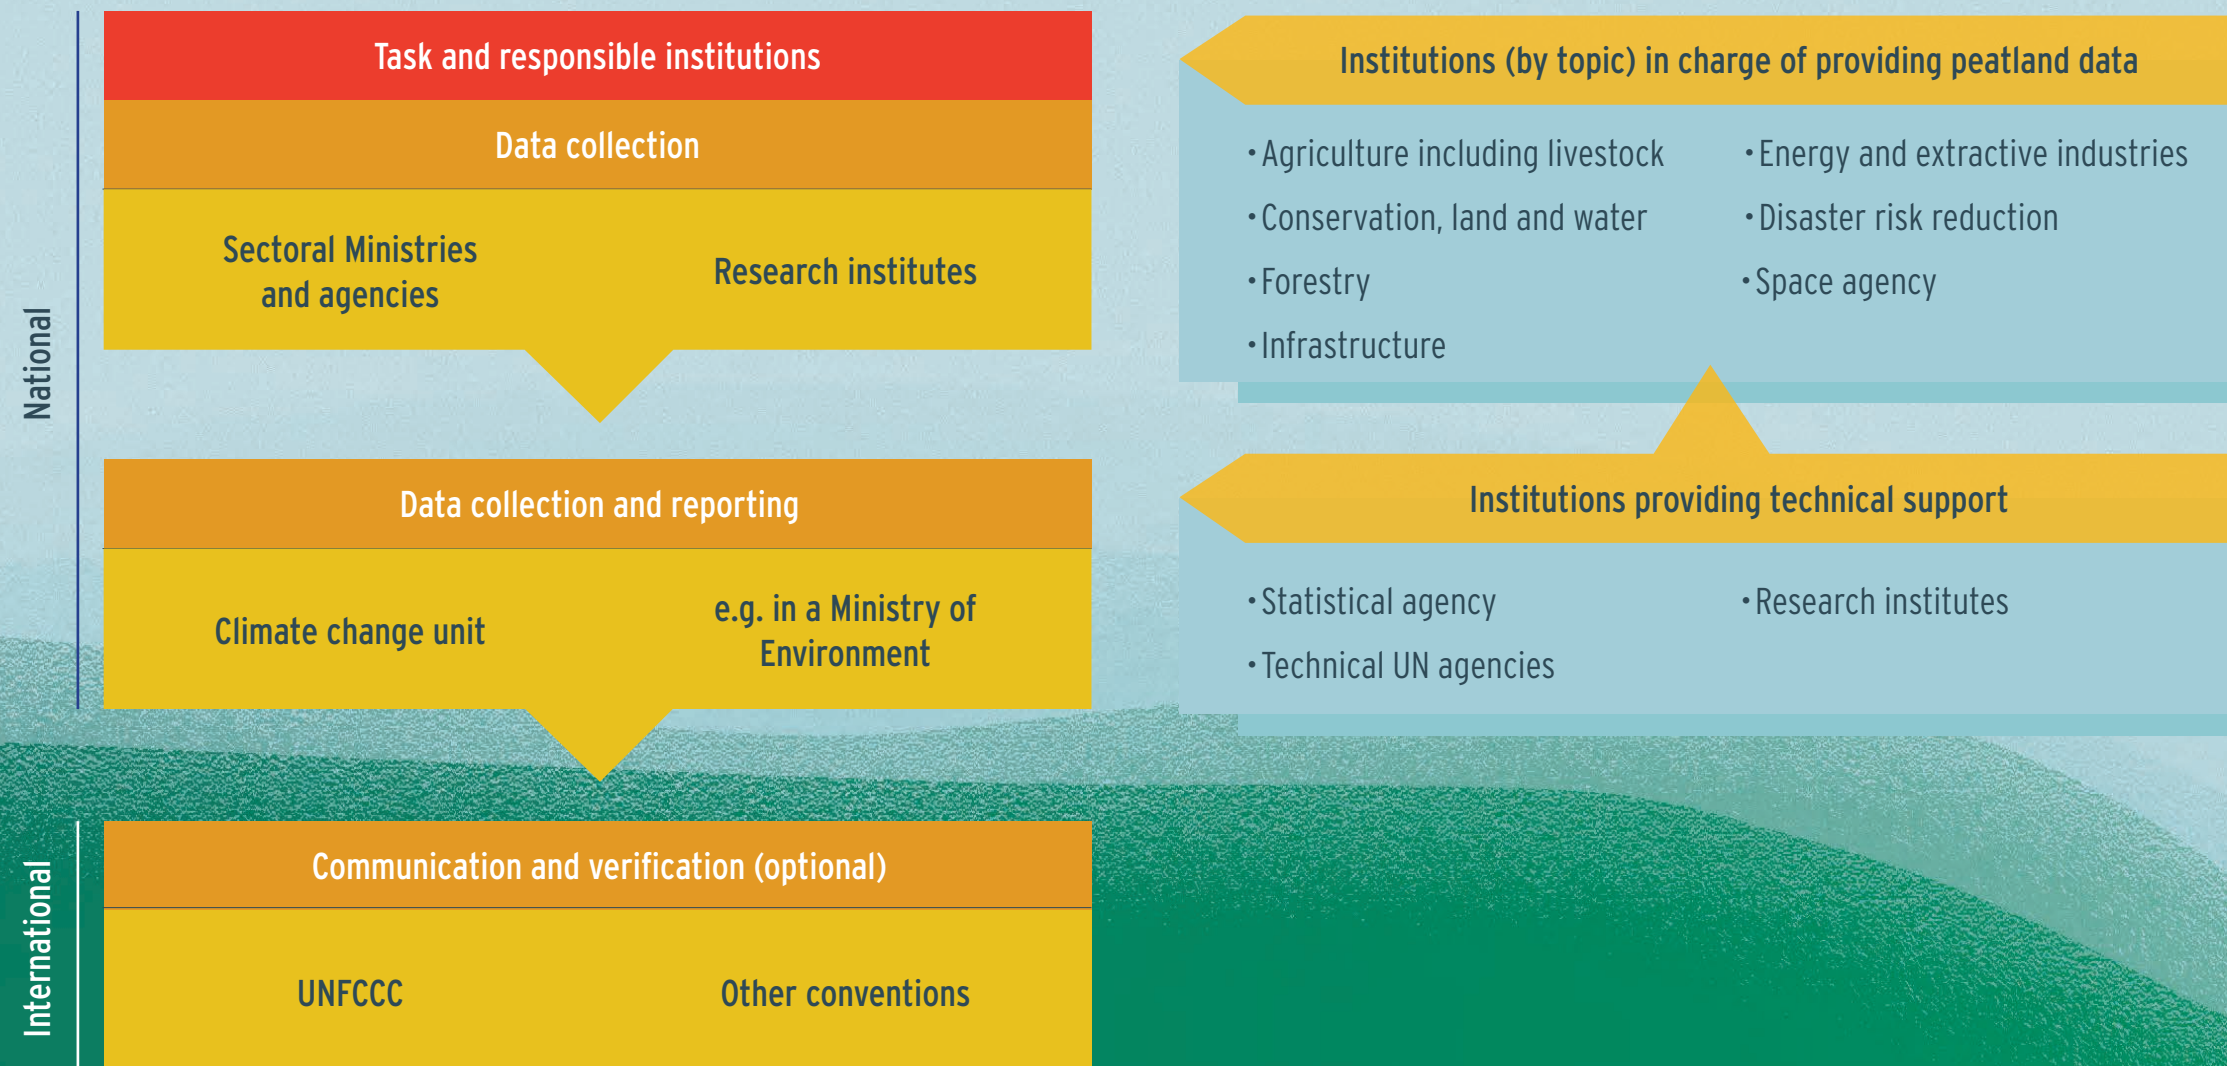 National
Task and responsible institutions
Data collection
Sectoral Ministries
and agencies
Research institutes
Data collection and reporting
Climate change unit
e.g. in a Ministry of
Environment
Institutions (by topic) in charge of providing peatland data
• Agriculture including livestock
• Conservation, land and water
• Forestry
• Infrastructure
• Energy and extractive industries
• Disaster risk reduction
• Space agency
Institutions providing technical support
• Statistical agency
• Technical UN agencies
• Research institutes
International
Communication and verification (optional)
UNFCCC
Other conventions